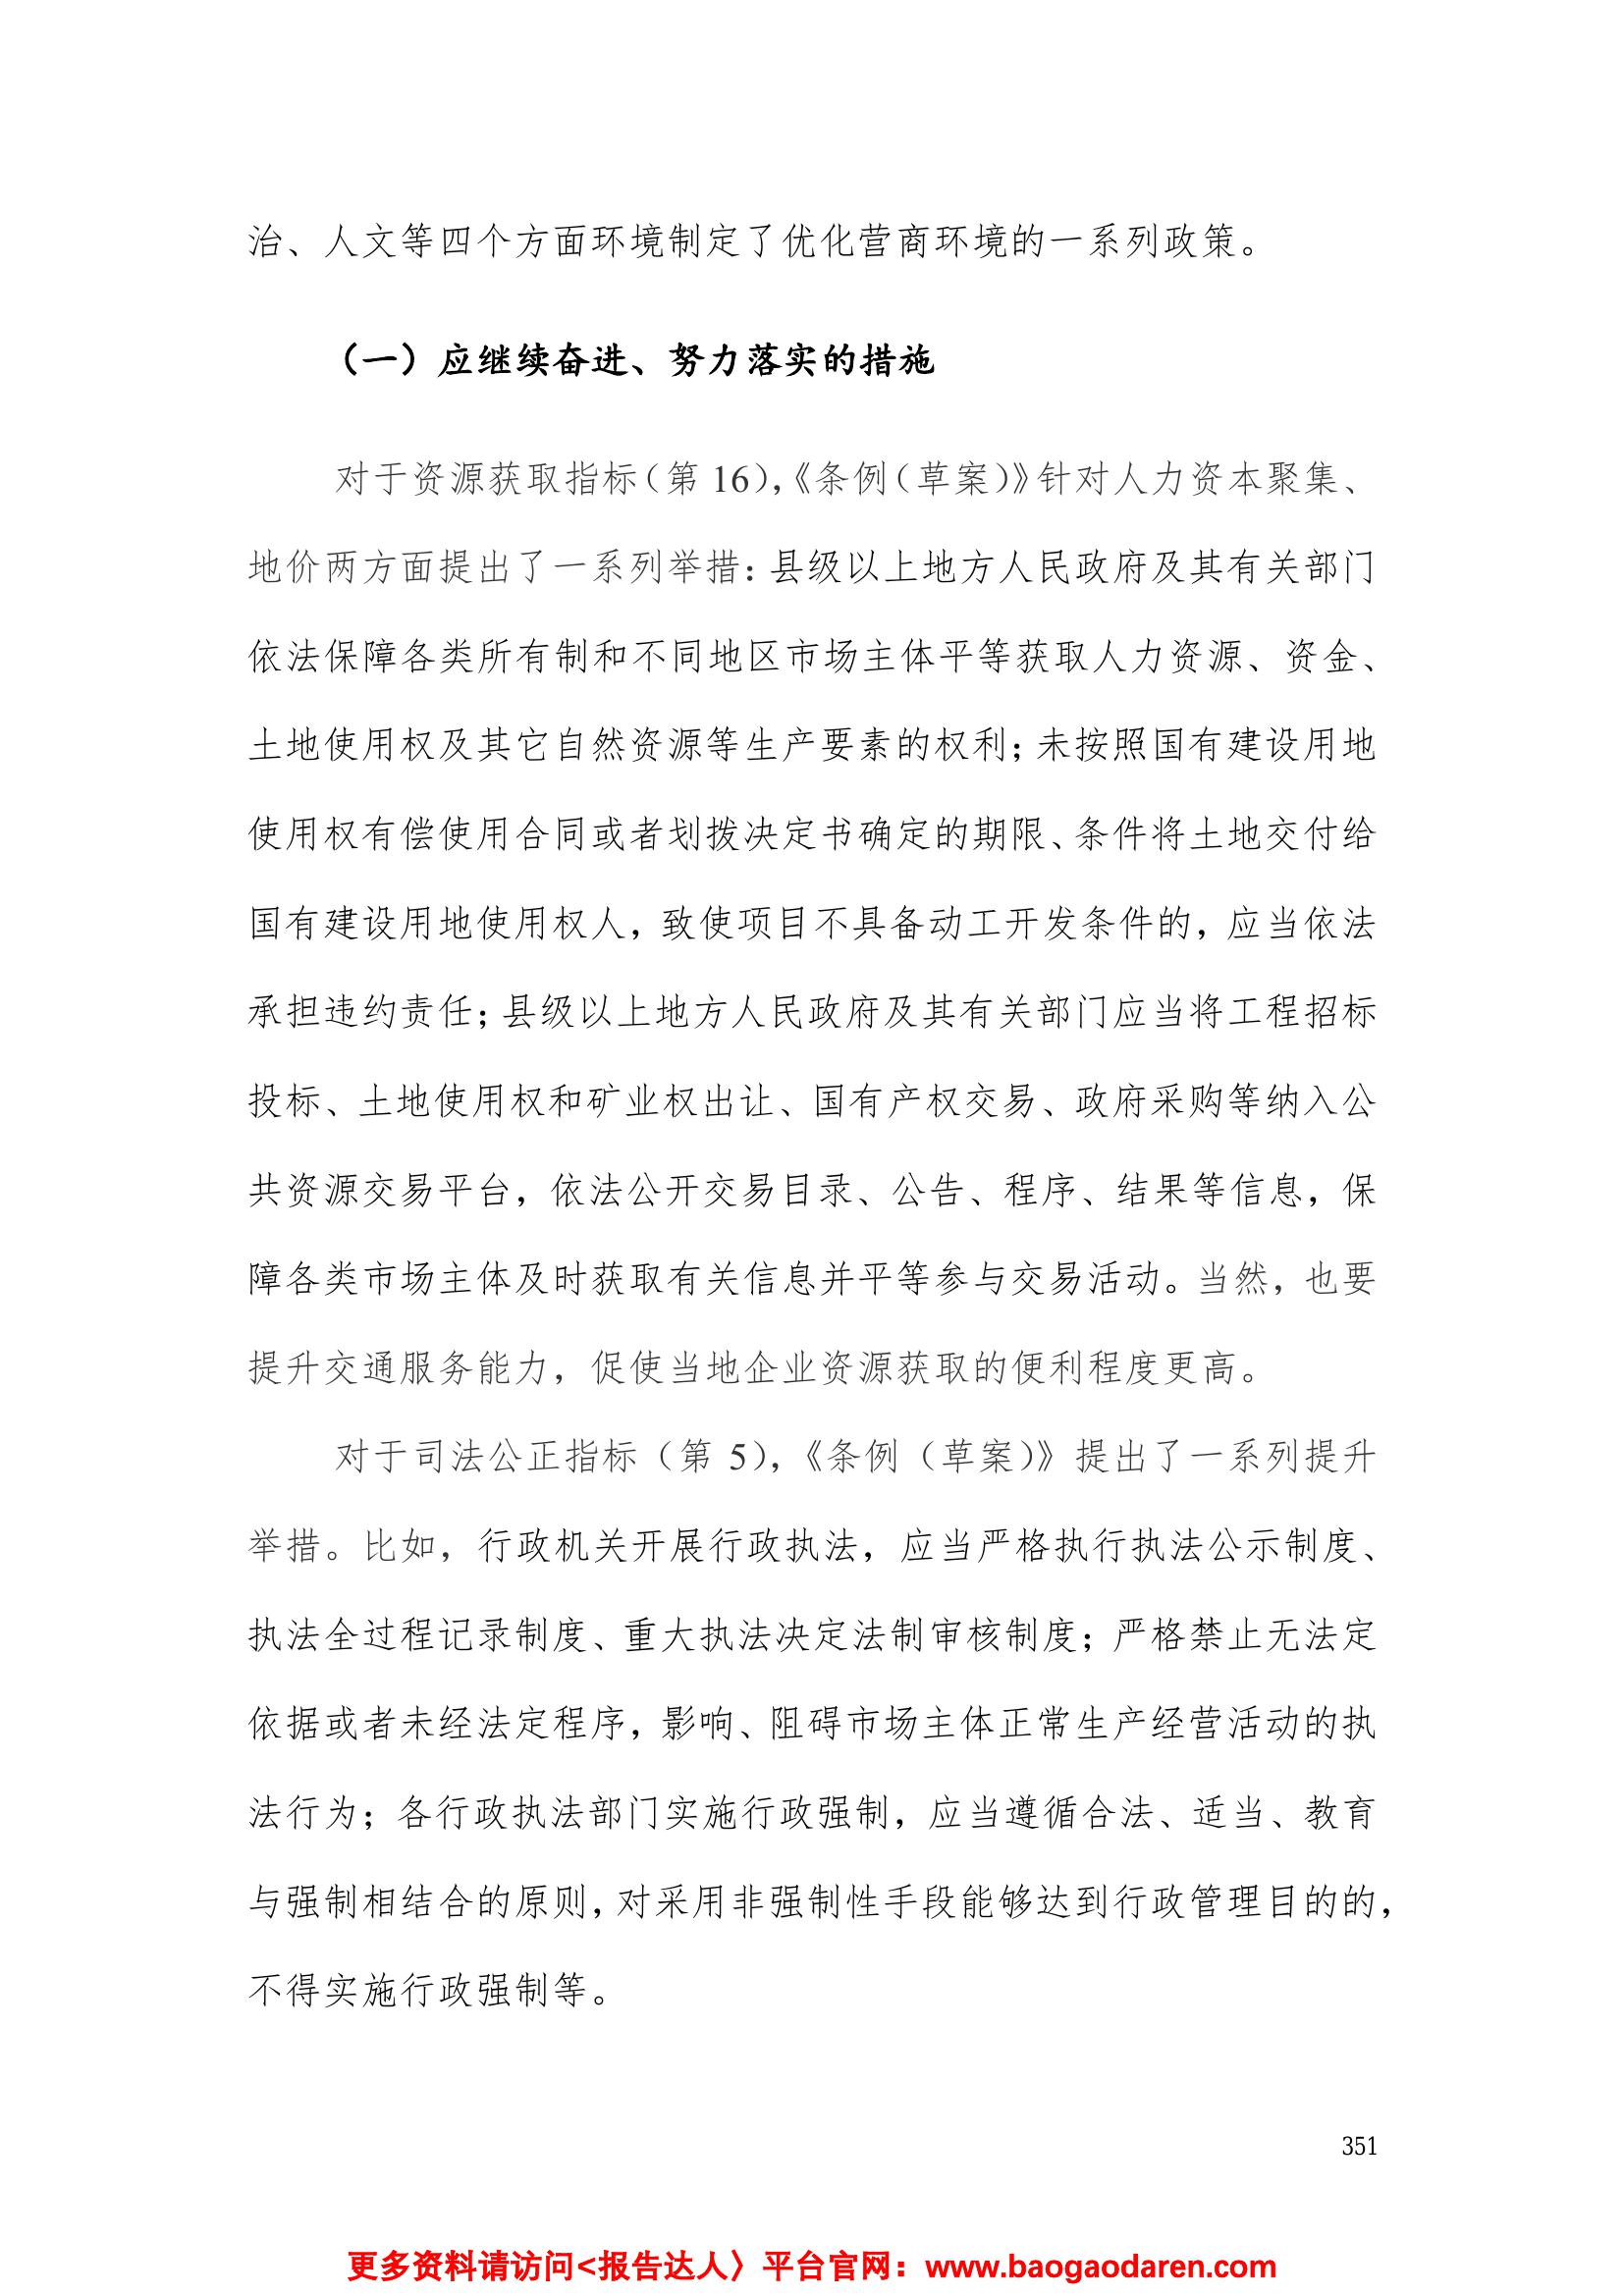 治、人文等四个方面环境制定了优化营商环境的一系列政策。
（一）应继续奋进、努力落实的措施
对于资源获取指标（第 16），《条例（草案）》针对人力资本聚集、
地价两方面提出了一系列举措：县级以上地方人民政府及其有关部门
依法保障各类所有制和不同地区市场主体平等获取人力资源、资金、
土地使用权及其它自然资源等生产要素的权利；未按照国有建设用地
使用权有偿使用合同或者划拨决定书确定的期限、条件将土地交付给
国有建设用地使用权人，致使项目不具备动工开发条件的，应当依法
承担违约责任；县级以上地方人民政府及其有关部门应当将工程招标
投标、土地使用权和矿业权出让、国有产权交易、政府采购等纳入公
共资源交易平台，依法公开交易目录、公告、程序、结果等信息，保
障各类市场主体及时获取有关信息并平等参与交易活动。当然，也要
提升交通服务能力，促使当地企业资源获取的便利程度更高。
对于司法公正指标（第 5），《条例（草案）》提出了一系列提升
举措。比如，行政机关开展行政执法，应当严格执行执法公示制度、
执法全过程记录制度、重大执法决定法制审核制度；严格禁止无法定
依据或者未经法定程序，影响、阻碍市场主体正常生产经营活动的执
法行为；各行政执法部门实施行政强制，应当遵循合法、适当、教育
与强制相结合的原则，对采用非强制性手段能够达到行政管理目的的，
不得实施行政强制等。
351
更多资料请访问<报告达人〉平台官网：www.baogaodaren.com